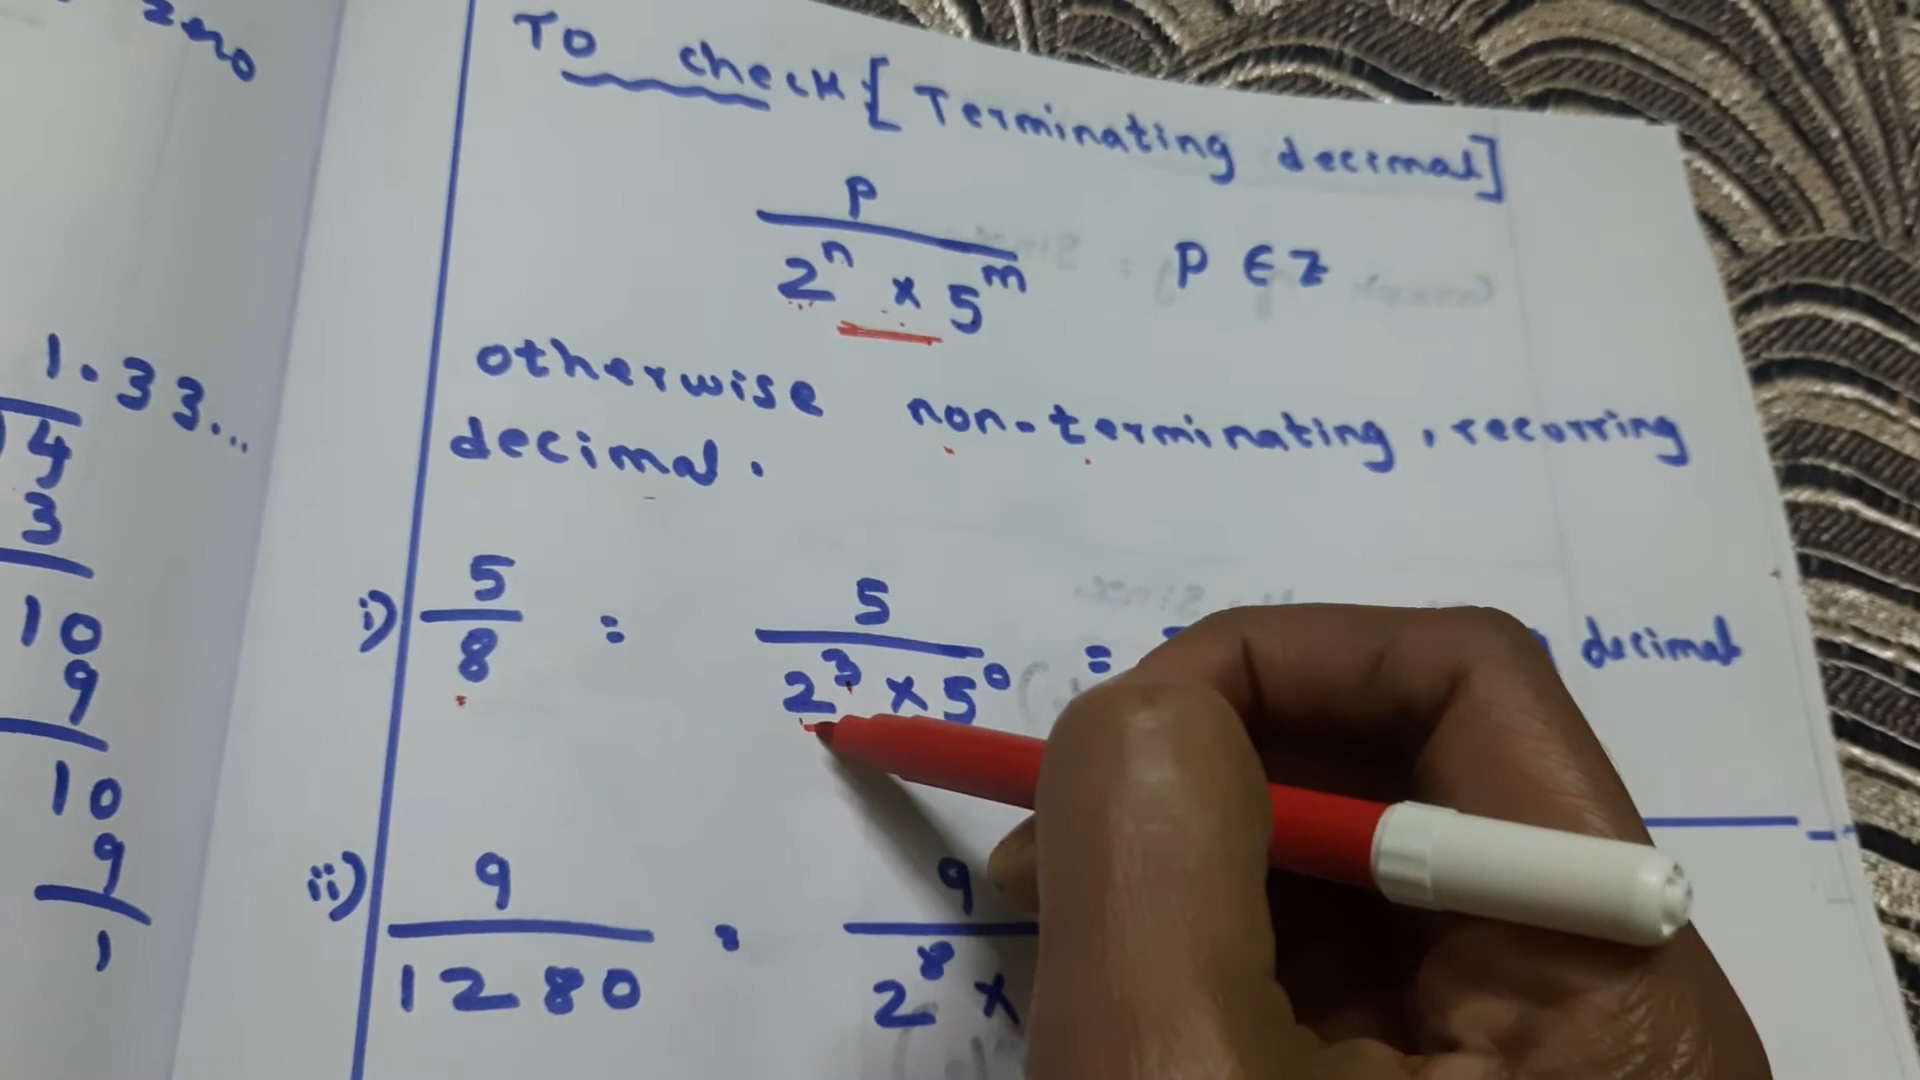 zero
1.33...
4
3
10
9
10
9
1
To check [Terminating decimal]
P
2^n × 5^m P ∈ Z
otherwise non-terminating, recurring
decimal.
i) 5/8 = 5/(2^3 × 5^0) = decimal
ii) 9/1280 = 9/(2^8 ×